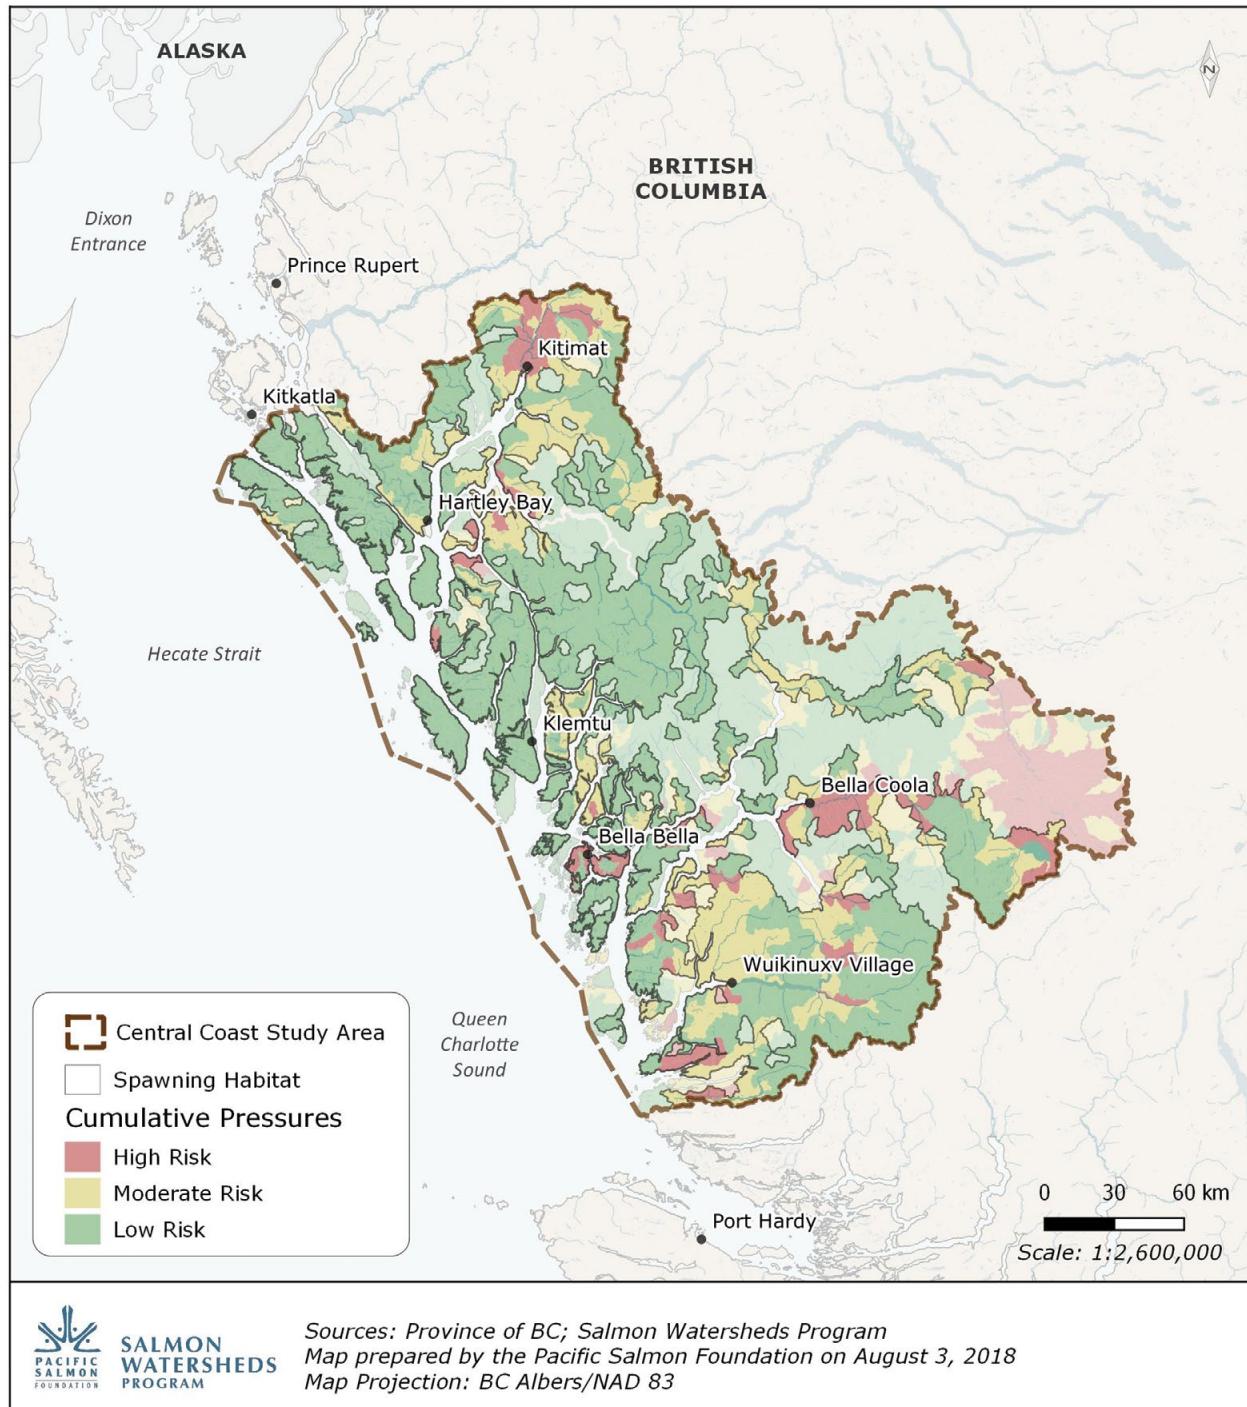 ALASKA
N
BRITISH
COLUMBIA
Dixon
Entrance
Prince Rupert
Kitimat
Kitkatla
Hartley Bay
Hecate Strait
Klemtu
Bella Coola
Bella Bella
Wuikinuxv Village
Queen
Charlotte
Sound
Central Coast Study Area
Spawning Habitat
Cumulative Pressures
High Risk
Moderate Risk
Low Risk
Port Hardy
0 30 60 km
Scale: 1:2,600,000
PACIFIC
SALMON
FOUNDATION
SALMON
WATERSHEDS
PROGRAM
Sources: Province of BC; Salmon Watersheds Program
Map prepared by the Pacific Salmon Foundation on August 3, 2018
Map Projection: BC Albers/NAD 83